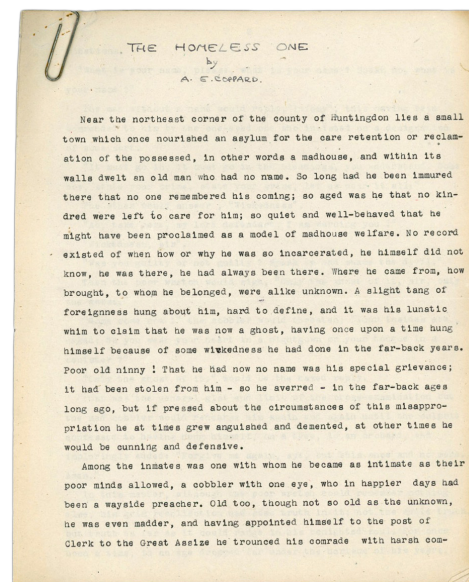 THE HOMELESS ONE
by
A. E. COPPARD.
Near the northeast corner of the county of Huntingdon lies a small
town which once nourished an asylum for the care retention or reclam-
ation of the possessed, in other words a madhouse, and within its
walls dwelt an old man who had no name. So long had he been immured
there that no one remembered his coming; so aged was he that no kin-
dred were left to care for him; so quiet and well-behaved that he
might have been proclaimed as a model of madhouse welfare. No record
existed of when how or why he was so incarcerated, he himself did not
know, he was there, he had always been there. Where he came from, how
brought, to whom he belonged, were alike unknown. A slight tang of
foreignness hung about him, hard to define, and it was his lunatic
whim to claim that he was now a ghost, having once upon a time hung
himself because of some wickedness he had done in the far-back years.
Poor old ninny ! That he had now no name was his special grievance;
it had been stolen from him - so he averred - in the far-back ages
long ago, but if pressed about the circumstances of this misappro-
priation he at times grew anguished and demented, at other times he
would be cunning and defensive.
Among the inmates was one with whom he became as intimate as their
poor minds allowed, a cobbler with one eye, who in happier days had
been a wayside preacher. Old too, though not so old as the unknown,
he was even madder, and having appointed himself to the post of
Clerk to the Great Assize he trounced his comrade with harsh com-